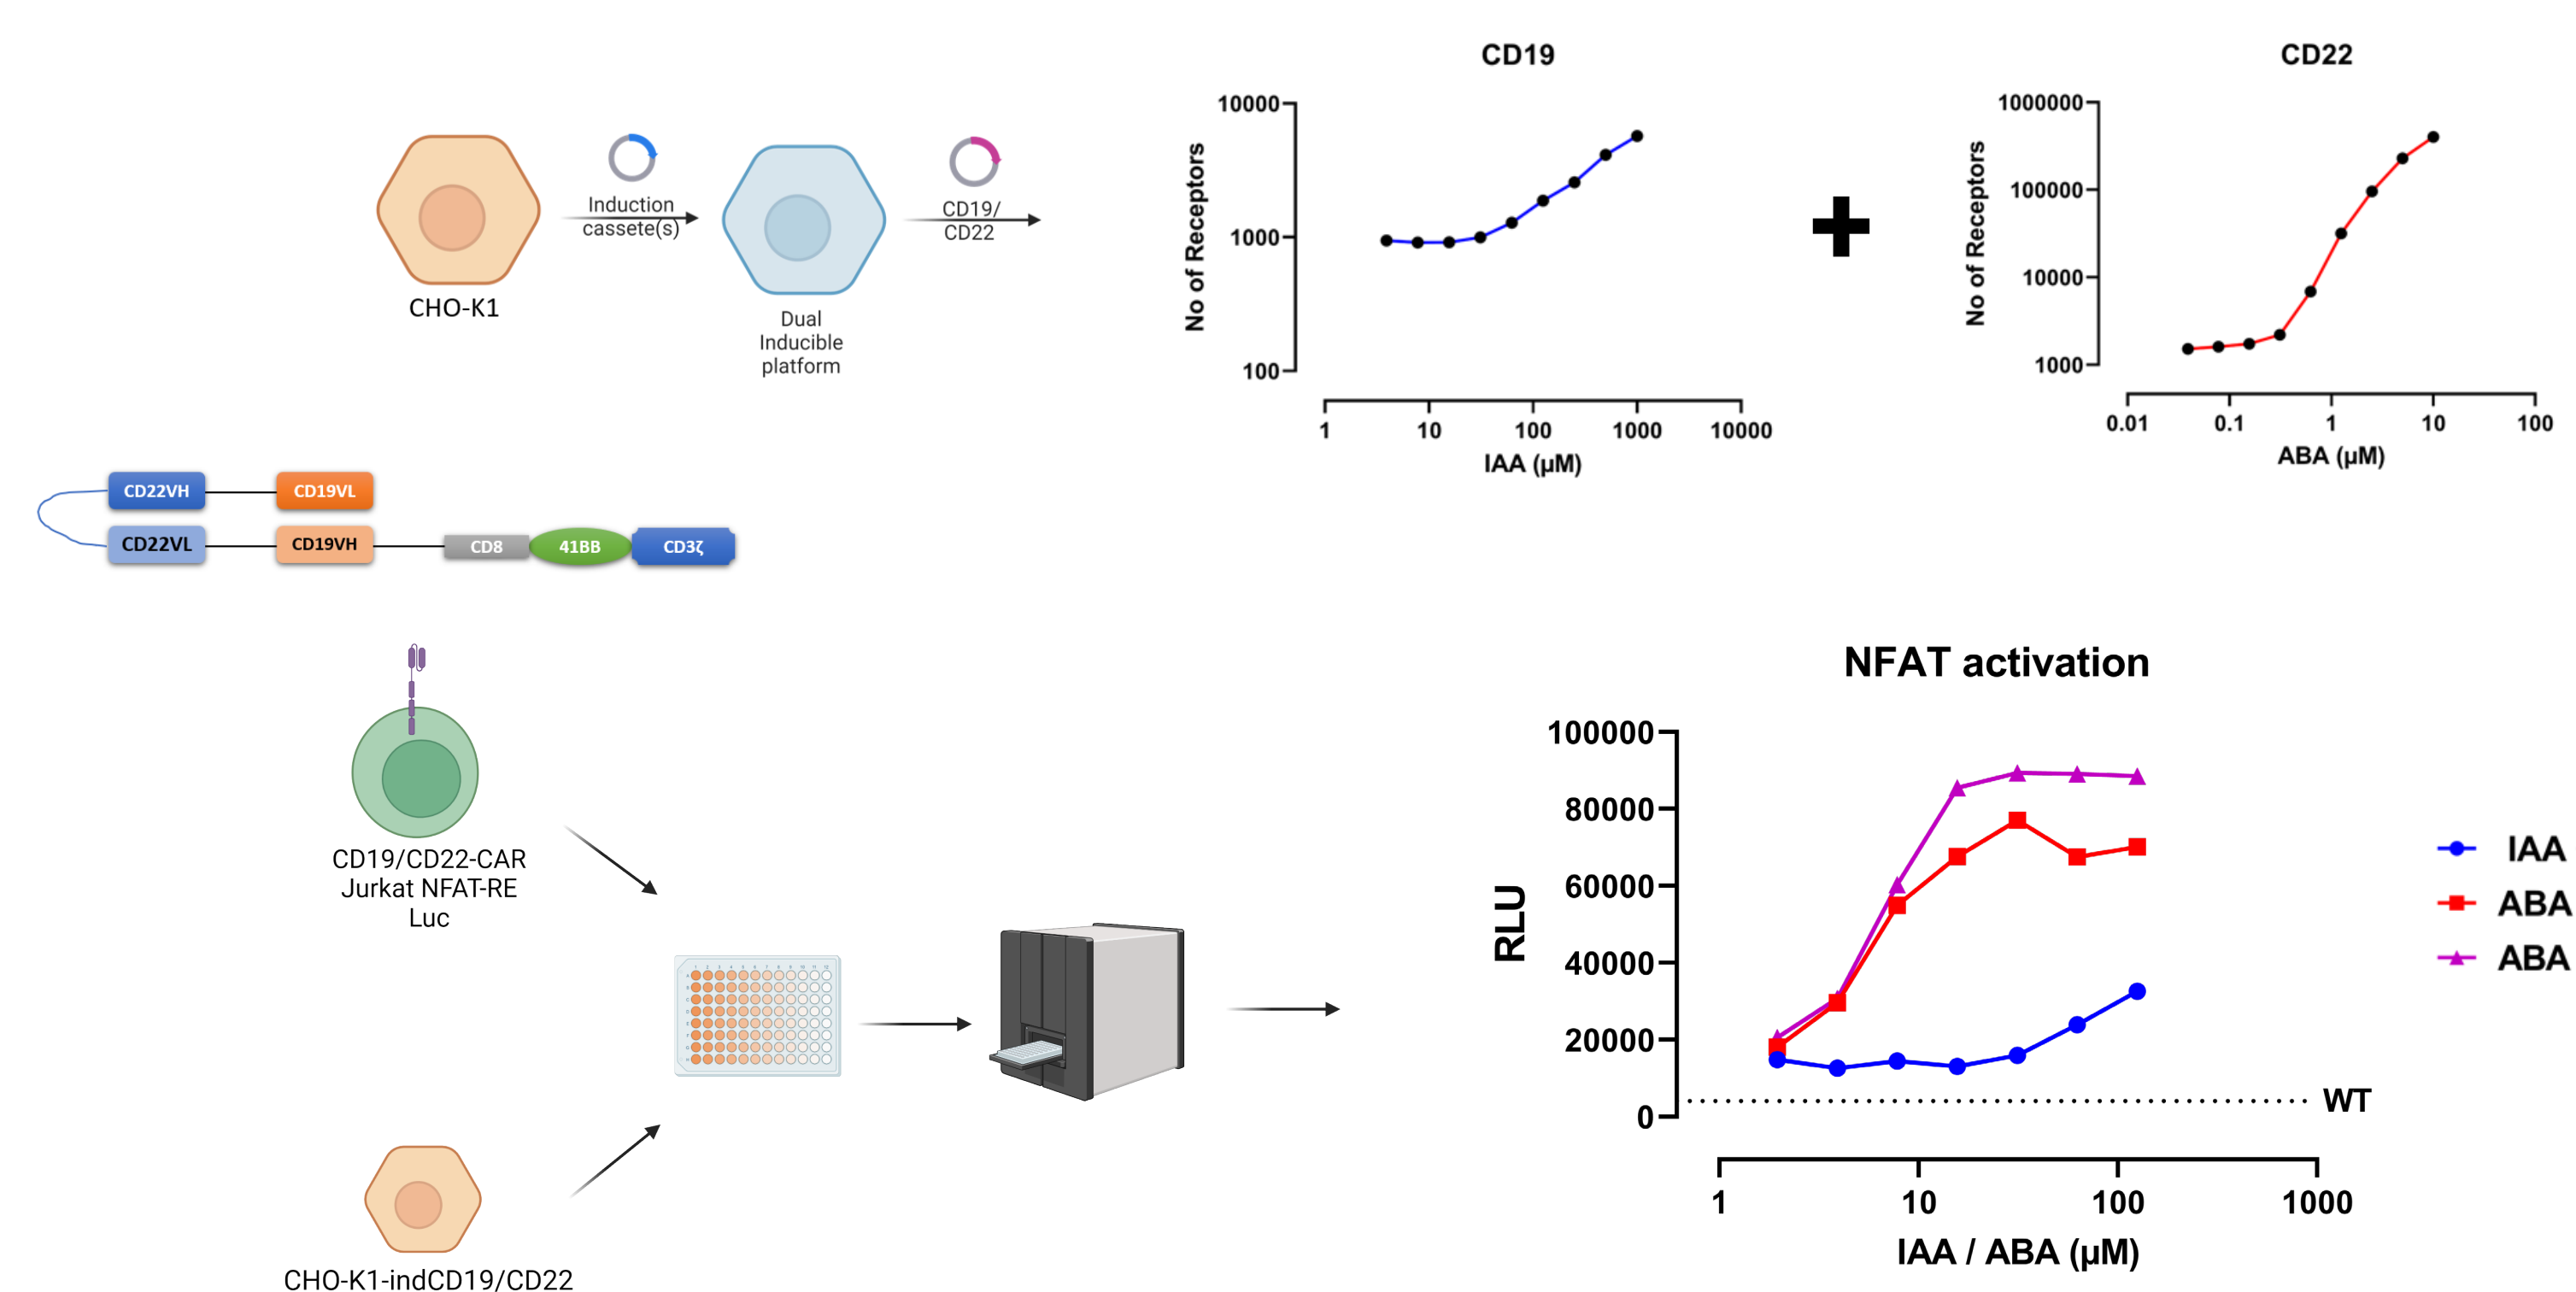 CHO-K1
Induction
cassete(s)
Dual
Inducible
platform
CD19/
CD22
CD19
No of Receptors
10000
1000
100
1
10
100
1000
10000
IAA (µM)
CD22
No of Receptors
1000000
100000
10000
1000
0.01
0.1
1
10
100
ABA (µM)
CD22VH
CD19VL
CD22VL
CD19VH
CD8
41BB
CD3ζ
CD19/CD22-CAR
Jurkat NFAT-RE
Luc
CHO-K1-indCD19/CD22
NFAT activation
RLU
100000
80000
60000
40000
20000
0
WT
1
10
100
1000
IAA / ABA (µM)
IAA
ABA
ABA